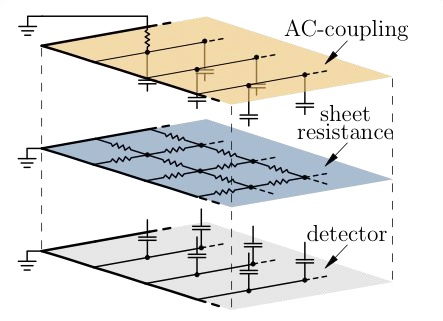 AC-coupling
sheet
resistance
detector